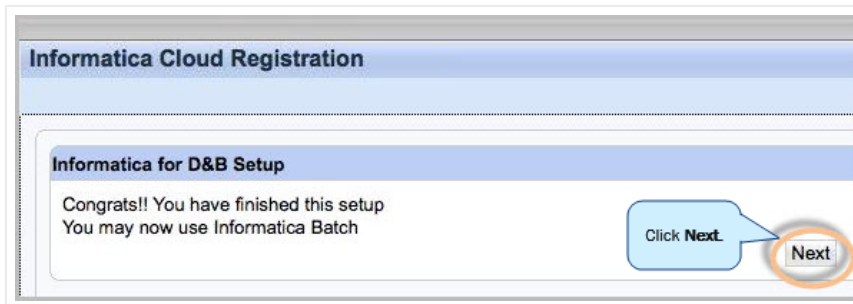 Informatica Cloud Registration
Informatica for D&B Setup
Congrats!! You have finished this setup
You may now use Informatica Batch
Click Next.
Next